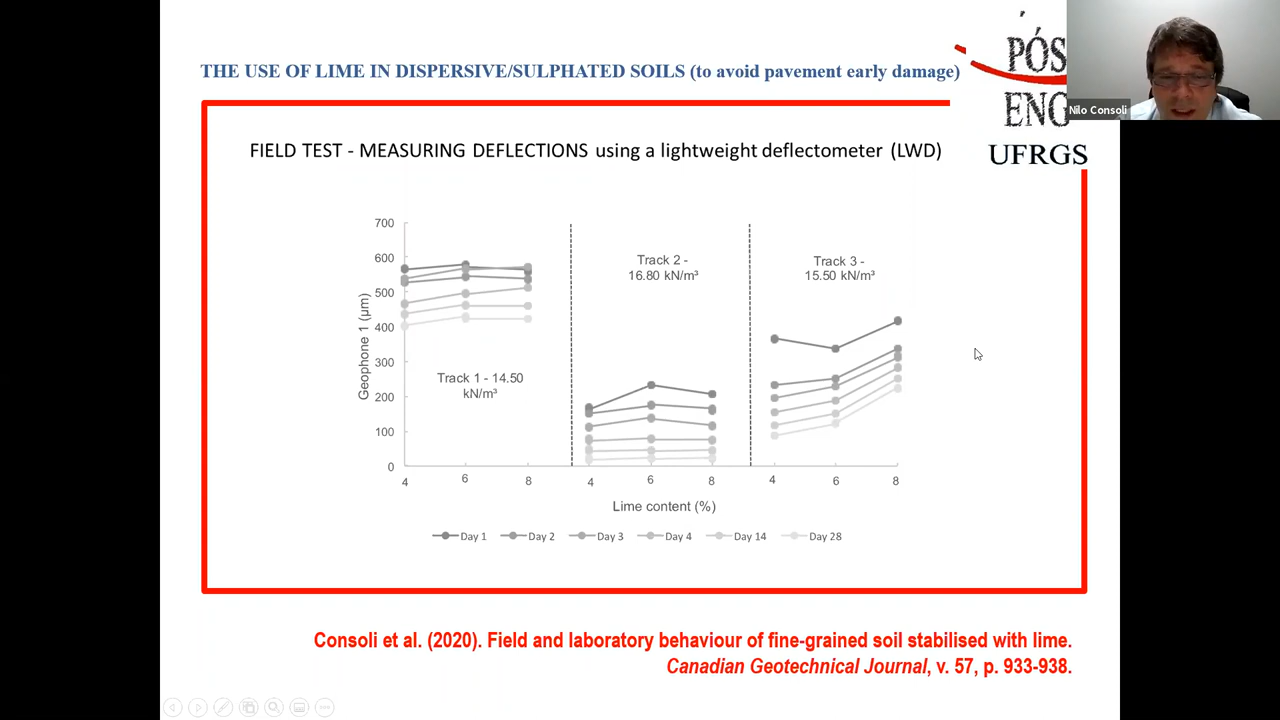 THE USE OF LIME IN DISPERSIVE/SULPHATED SOILS (to avoid pavement early damage)
PÓS
ENG
UFRGS
Nilo Consoli
FIELD TEST - MEASURING DEFLECTIONS using a lightweight deflectometer (LWD)
700
600
500
400
300
200
100
0
Geophone 1 (µm)
Track 1 - 14.50
kN/m³
Track 2 -
16.80 kN/m³
Track 3 -
15.50 kN/m³
4 6 8 4 6 8 4 6 8
Lime content (%)
Day 1 Day 2 Day 3 Day 4 Day 14 Day 28
Consoli et al. (2020). Field and laboratory behaviour of fine-grained soil stabilised with lime.
Canadian Geotechnical Journal, v. 57, p. 933-938.